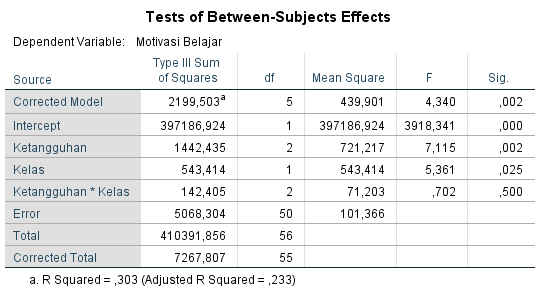 Tests of Between-Subjects Effects
Dependent Variable: Motivasi Belajar
Source Type III Sum of Squares df Mean Square F Sig.
Corrected Model 2199,503a 5 439,901 4,340 ,002
Intercept 397186,924 1 397186,924 3918,341 ,000
Ketangguhan 1442,435 2 721,217 7,115 ,002
Kelas 543,414 1 543,414 5,361 ,025
Ketangguhan * Kelas 142,405 2 71,203 ,702 ,500
Error 5068,304 50 101,366
Total 410391,856 56
Corrected Total 7267,807 55
a. R Squared = ,303 (Adjusted R Squared = ,233)